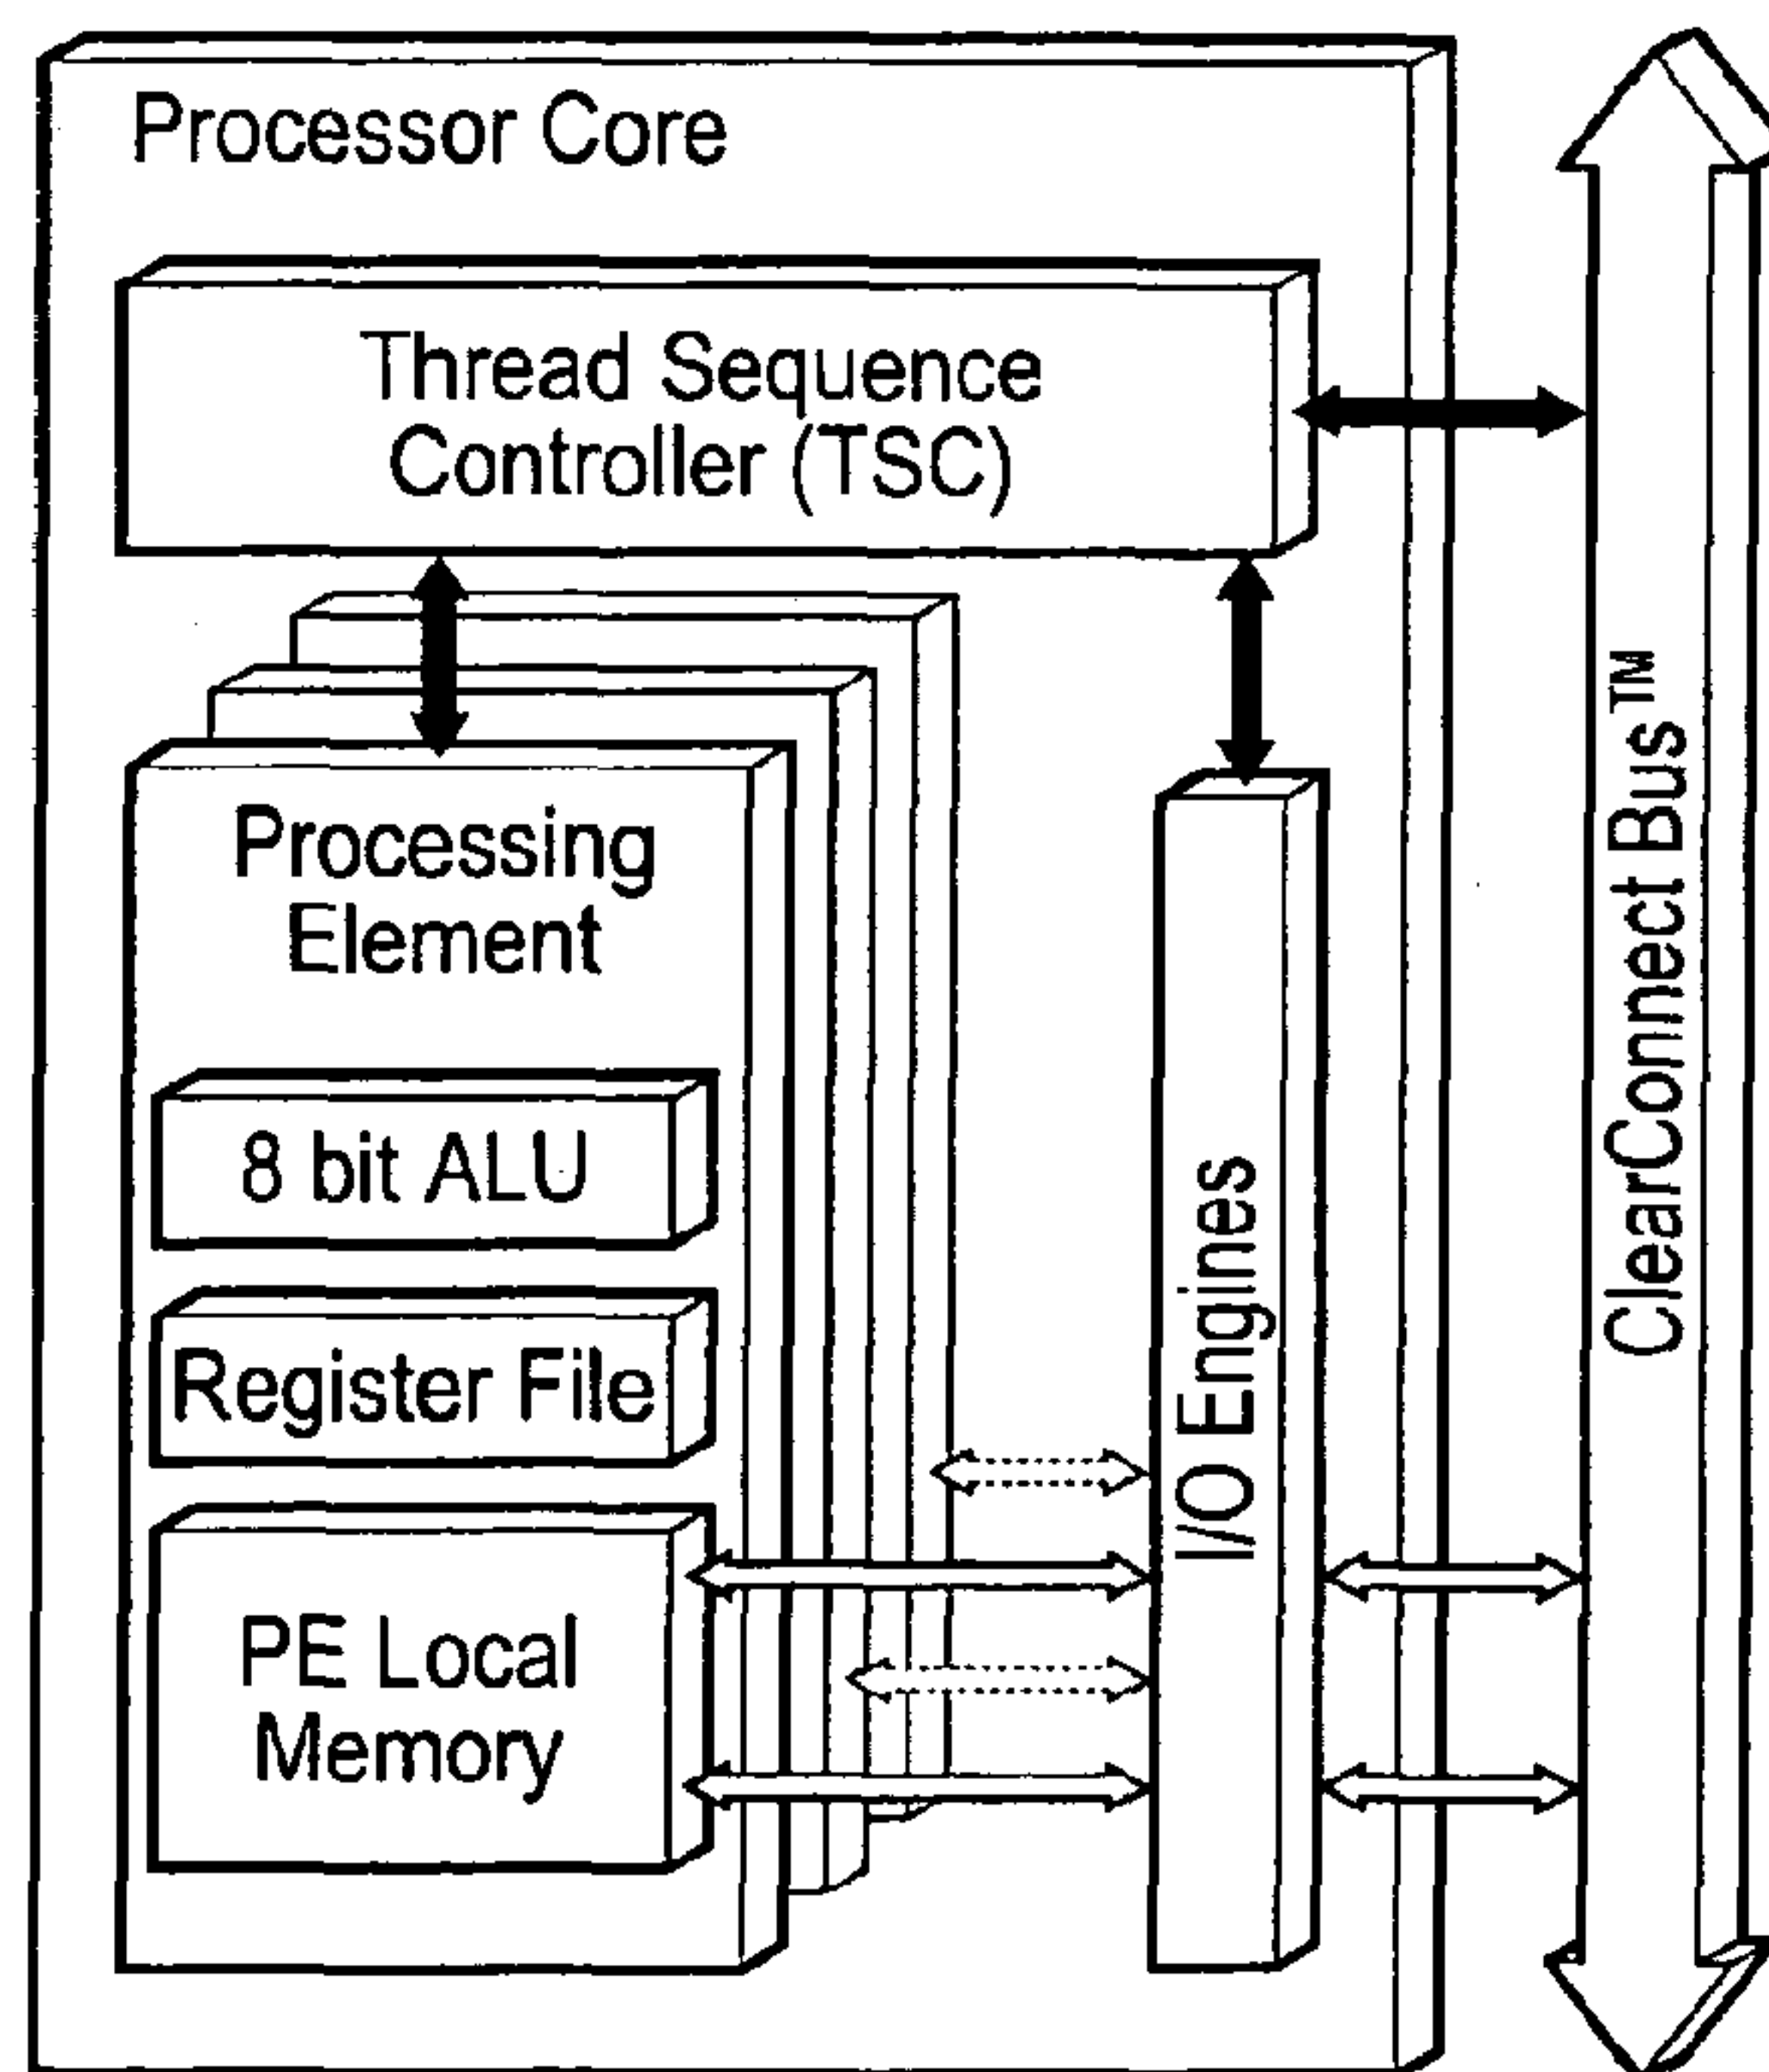 Processor Core
Thread Sequence
Controller (TSC)
Processing
Element
8 bit ALU
Register File
PE Local
Memory
I/O Engines
ClearConnect Bus™